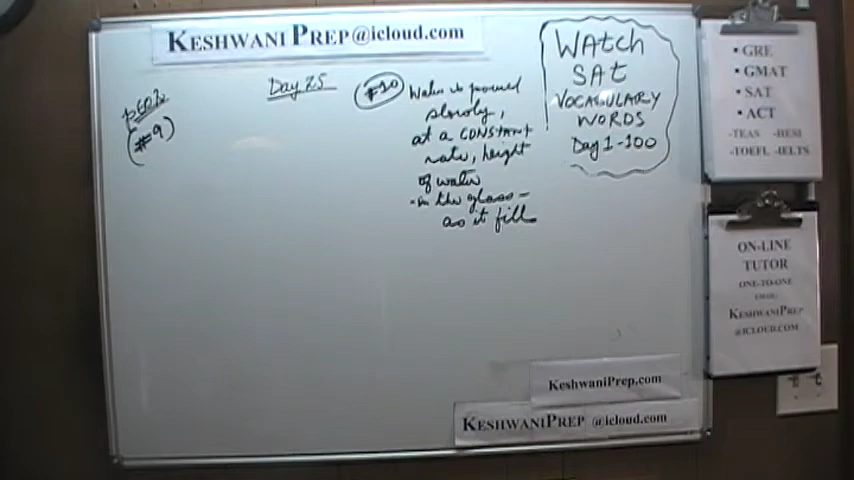 KESHWANI PREP@icloud.com
Day 25
(#9)
#10 Water is poured
slowly,
at a CONSTANT
rate, height
of water
-in the glass-
as it fill
WAtch
SAt
VOCABULARY
WORDS
Day 1-100
• GRE
• GMAT
• SAT
• ACT
-TEAS -HESI
-TOEFL -IELTS
ON-LINE
TUTOR
ONE-TO-ONE
KESHWANIPREP
@ICLOUD.COM
KeshwaniPrep.com
KESHWANIPREP @icloud.com